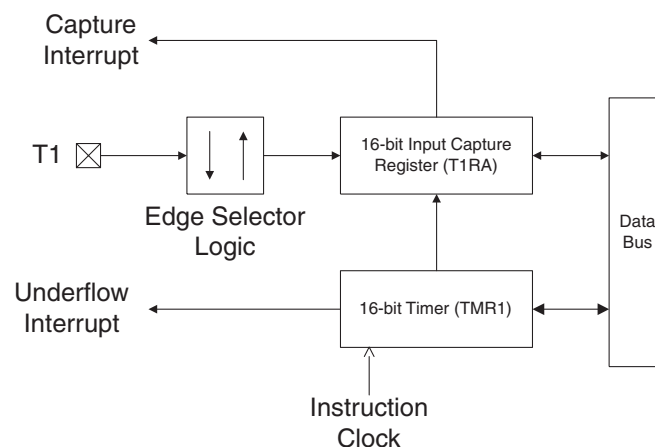 Capture
Interrupt
T1
16-bit Input Capture
Register (T1RA)
Edge Selector
Logic
Data
Bus
Underflow
Interrupt
16-bit Timer (TMR1)
Instruction
Clock